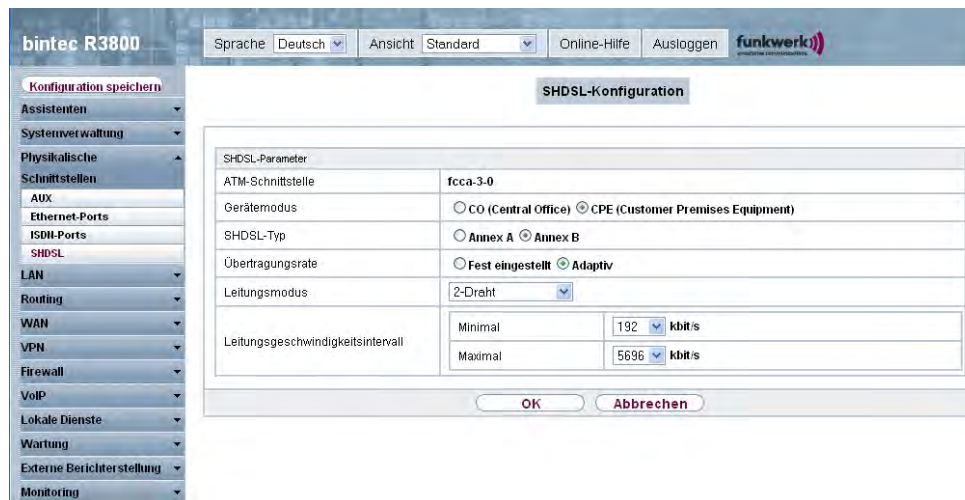 bintec R3800
Sprache Deutsch Ansicht Standard Online-Hilfe Ausloggen funkwerk
Konfiguration speichern
Assistenten
Systemverwaltung
Physikalische
Schnittstellen
AUX
Ethernet-Ports
ISDN-Ports
SHDSL
LAN
Routing
WAN
VPN
Firewall
VoIP
Lokale Dienste
Wartung
Externe Berichterstellung
Monitoring
SHDSL-Konfiguration
SHDSL-Parameter
ATM-Schnittstelle fcca-3-0
Gerätemodus CO (Central Office) CPE (Customer Premises Equipment)
SHDSL-Typ Annex A Annex B
Übertragungsrate Fest eingestellt Adaptiv
Leitungsmodus 2-Draht
Leitungsgeschwindigkeitsintervall
Minimal 192 kbit/s
Maximal 5696 kbit/s
OK Abbrechen